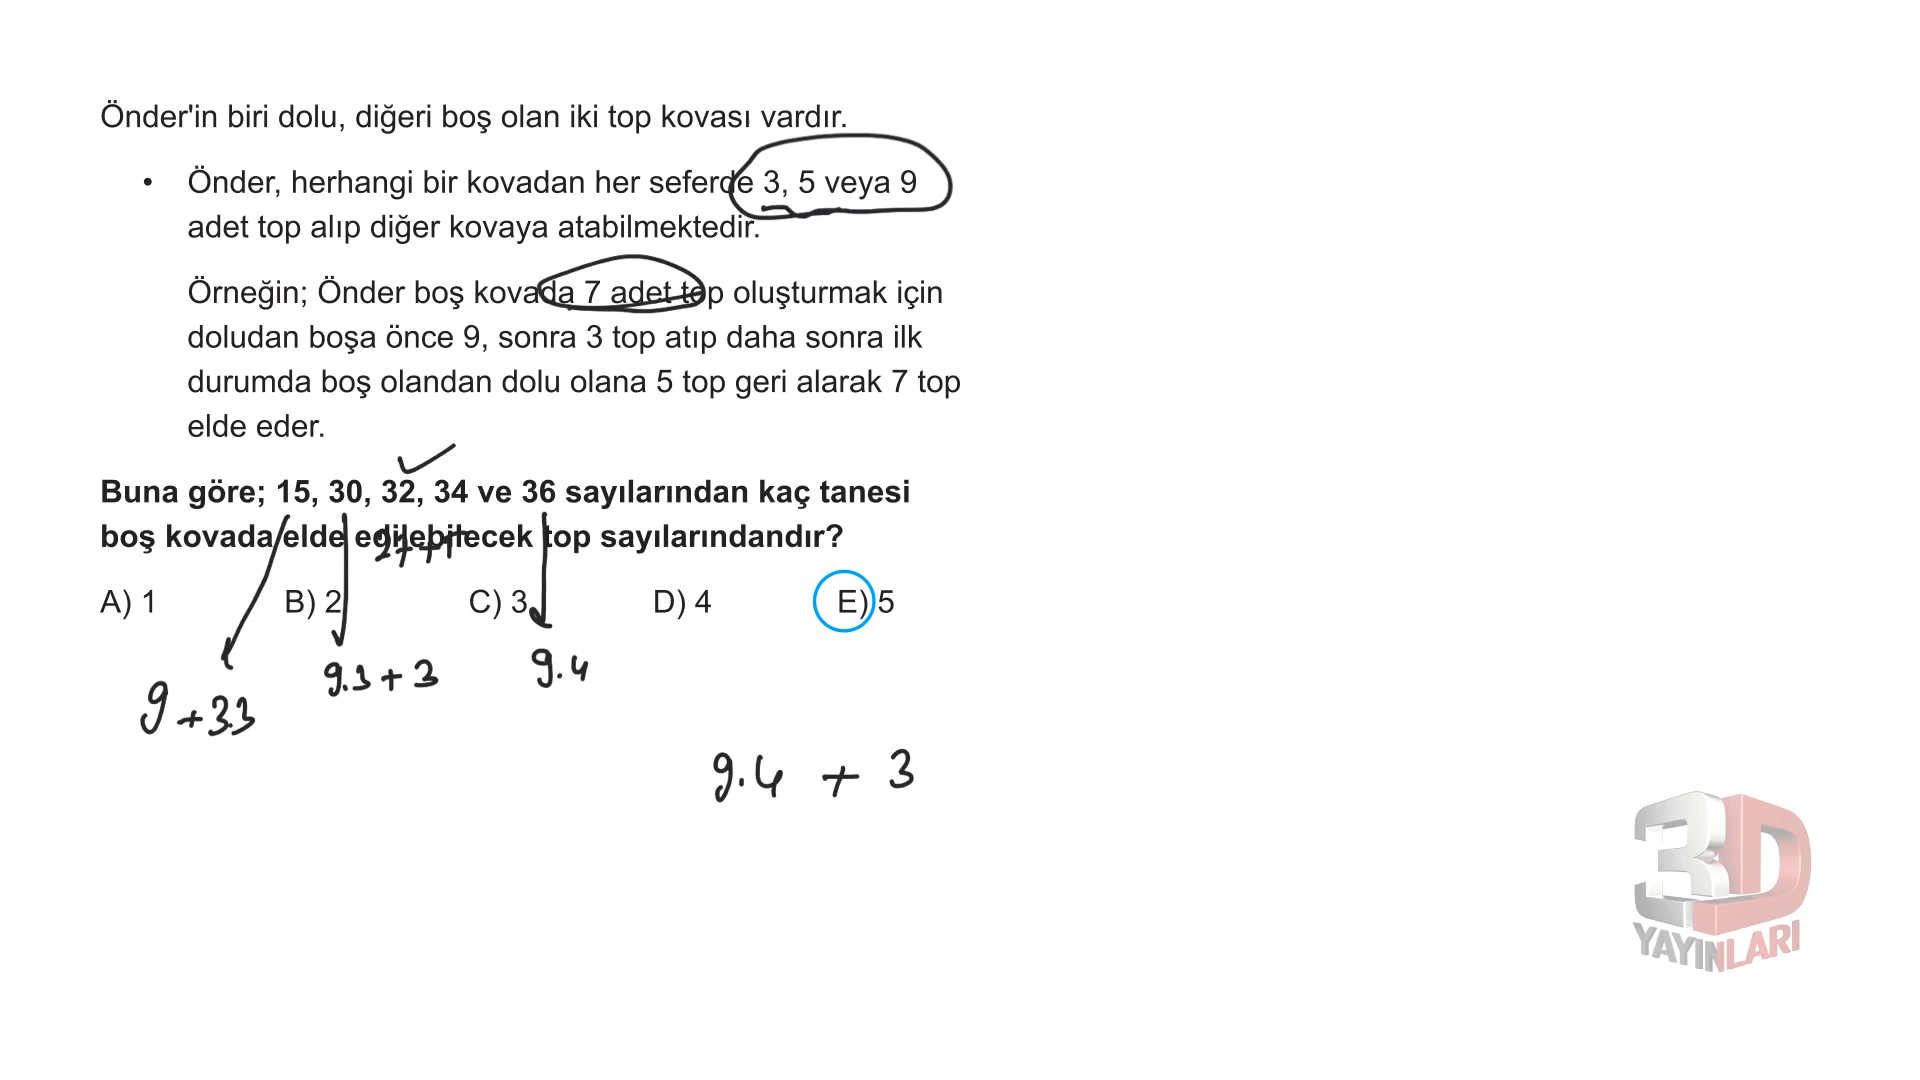 Önder'in biri dolu, diğeri boş olan iki top kovası vardır.
• Önder, herhangi bir kovadan her seferde 3, 5 veya 9
adet top alıp diğer kovaya atabilmektedir.
Örneğin; Önder boş kovada 7 adet top oluşturmak için
doludan boşa önce 9, sonra 3 top atıp daha sonra ilk
durumda boş olandan dolu olana 5 top geri alarak 7 top
elde eder.
Buna göre; 15, 30, 32, 34 ve 36 sayılarından kaç tanesi
boş kovada elde edilebilecek top sayılarındandır?
A) 1 B) 2 C) 3 D) 4 E) 5
9.3 + 3
9.4
9 + 3.3
9.4 + 3
3D
YAYINLARI